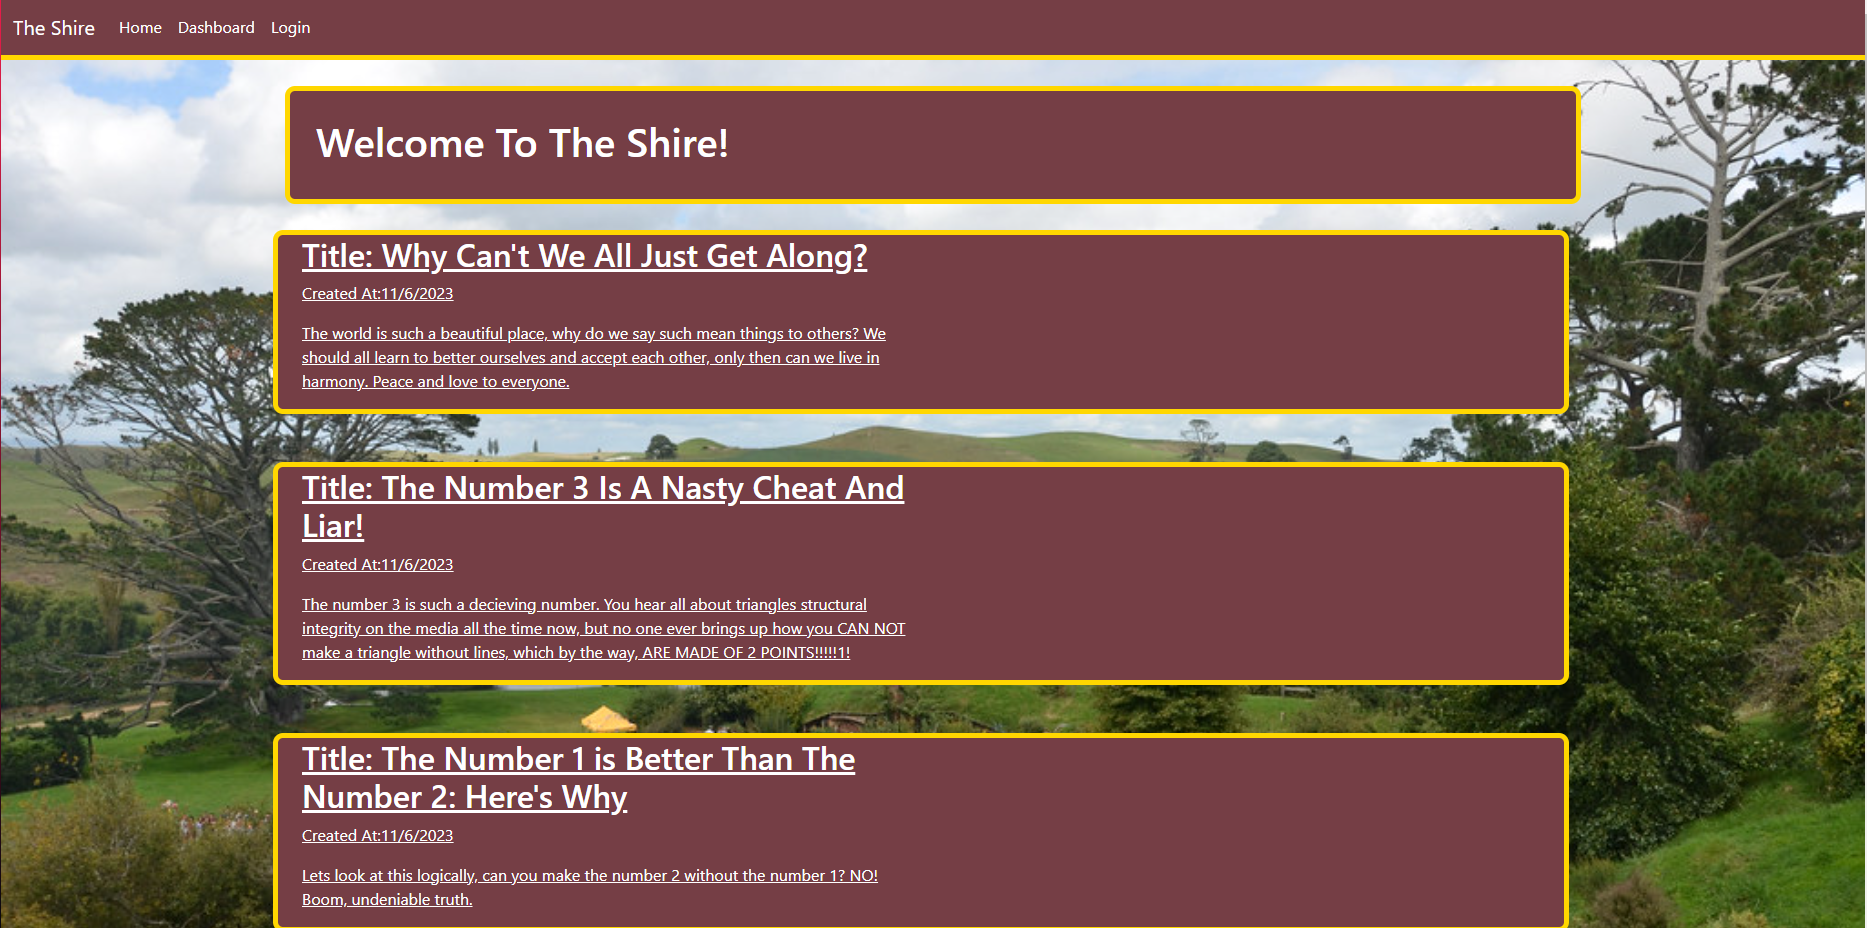 The Shire Home Dashboard Login
Welcome To The Shire!
Title: Why Can't We All Just Get Along?
Created At:11/6/2023
The world is such a beautiful place, why do we say such mean things to others? We
should all learn to better ourselves and accept each other, only then can we live in
harmony. Peace and love to everyone.
Title: The Number 3 Is A Nasty Cheat And
Liar!
Created At:11/6/2023
The number 3 is such a decieving number. You hear all about triangles structural
integrity on the media all the time now, but no one ever brings up how you CAN NOT
make a triangle without lines, which by the way, ARE MADE OF 2 POINTS!!!!!1!
Title: The Number 1 is Better Than The
Number 2: Here's Why
Created At:11/6/2023
Lets look at this logically, can you make the number 2 without the number 1? NO!
Boom, undeniable truth.